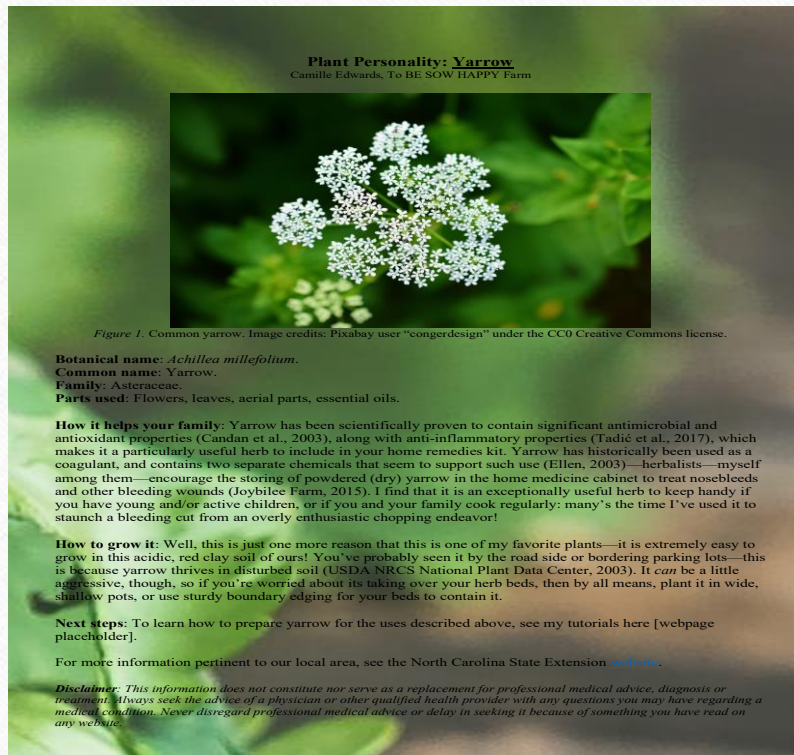 Plant Personality: Yarrow
Camille Edwards, To BE SOW HAPPY Farm
Figure 1. Common yarrow. Image credits: Pixabay user “congerdesign” under the CC0 Creative Commons license.
Botanical name: Achillea millefolium.
Common name: Yarrow.
Family: Asteraceae.
Parts used: Flowers, leaves, aerial parts, essential oils.
How it helps your family: Yarrow has been scientifically proven to contain significant antimicrobial and
antioxidant properties (Candan et al., 2003), along with anti-inflammatory properties (Tadić et al., 2017), which
makes it a particularly useful herb to include in your home remedies kit. Yarrow has historically been used as a
coagulant, and contains two separate chemicals that seem to support such use (Ellen, 2003)—herbalists—myself
among them—encourage the storing of powdered (dry) yarrow in the home medicine cabinet to treat nosebleeds
and other bleeding wounds (Joybilee Farm, 2015). I find that it is an exceptionally useful herb to keep handy if
you have young and/or active children, or if you and your family cook regularly: many’s the time I’ve used it to
staunch a bleeding cut from an overly enthusiastic chopping endeavor!
How to grow it: Well, this is just one more reason that this is one of my favorite plants—it is extremely easy to
grow in this acidic, red clay soil of ours! You’ve probably seen it by the road side or bordering parking lots—this
is because yarrow thrives in disturbed soil (USDA NRCS National Plant Data Center, 2003). It can be a little
aggressive, though, so if you’re worried about its taking over your herb beds, then by all means, plant it in wide,
shallow pots, or use sturdy boundary edging for your beds to contain it.
Next steps: To learn how to prepare yarrow for the uses described above, see my tutorials here [webpage
placeholder].
For more information pertinent to our local area, see the North Carolina State Extension website.
Disclaimer: This information does not constitute nor serve as a replacement for professional medical advice, diagnosis or
treatment. Always seek the advice of a physician or other qualified health provider with any questions you may have regarding a
medical condition. Never disregard professional medical advice or delay in seeking it because of something you have read on
any website.